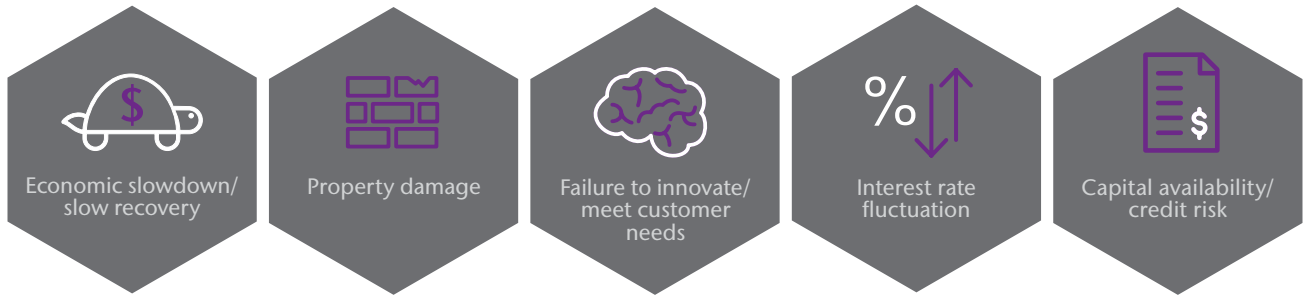 $
Economic slowdown/
slow recovery
Property damage
Failure to innovate/
meet customer
needs
%
Interest rate
fluctuation
$
Capital availability/
credit risk